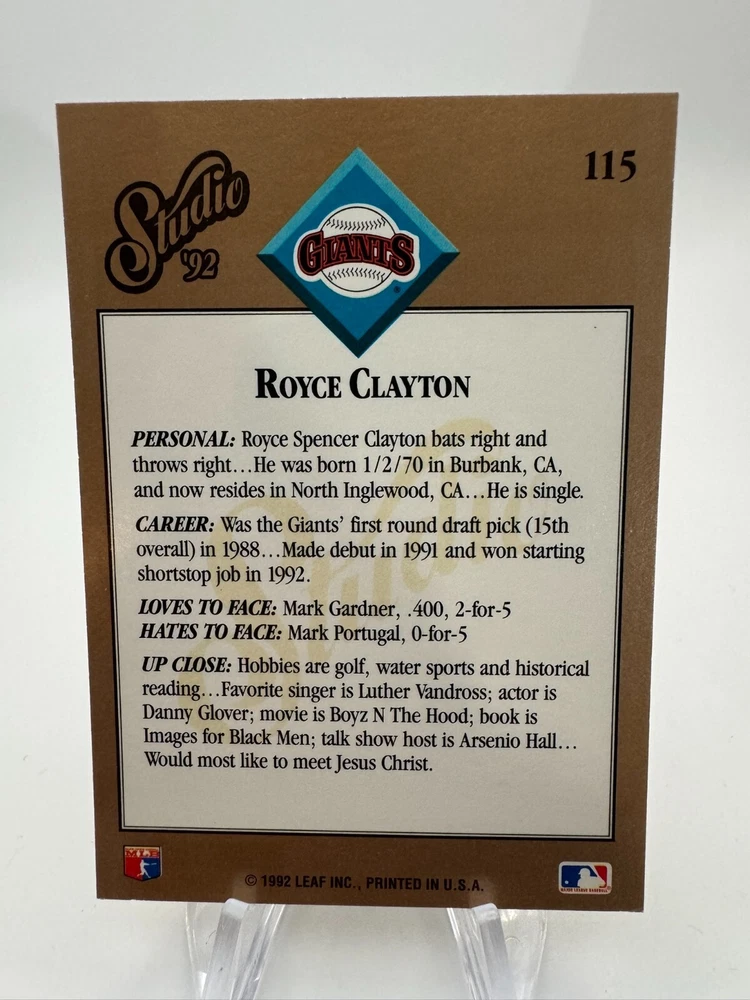 115
Studio
'92
GIANTS
ROYCE CLAYTON
PERSONAL: Royce Spencer Clayton bats right and
throws right...He was born 1/2/70 in Burbank, CA,
and now resides in North Inglewood, CA...He is single.
CAREER: Was the Giants' first round draft pick (15th
overall) in 1988...Made debut in 1991 and won starting
shortstop job in 1992.
LOVES TO FACE: Mark Gardner, .400, 2-for-5
HATES TO FACE: Mark Portugal, 0-for-5
UP CLOSE: Hobbies are golf, water sports and historical
reading...Favorite singer is Luther Vandross; actor is
Danny Glover; movie is Boyz N The Hood; book is
Images for Black Men; talk show host is Arsenio Hall...
Would most like to meet Jesus Christ.
© 1992 LEAF INC., PRINTED IN U.S.A.
MAJOR LEAGUE BASEBALL